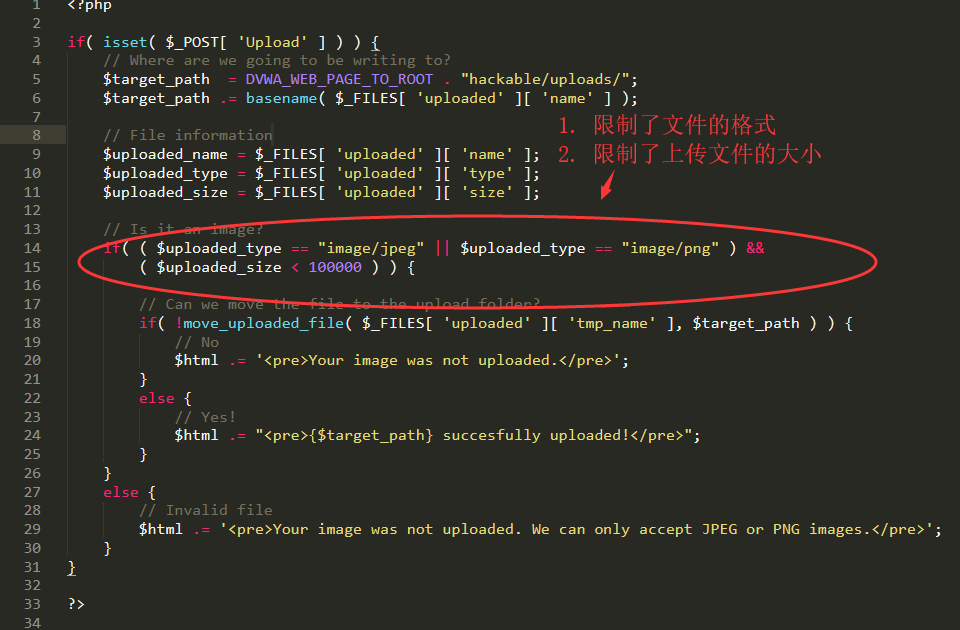 1 <?php
2
3 if( isset( $_POST[ 'Upload' ] ) ) {
4 // Where are we going to be writing to?
5 $target_path  = DVWA_WEB_PAGE_TO_ROOT . "hackable/uploads/";
6 $target_path .= basename( $_FILES[ 'uploaded' ][ 'name' ] );
7
8 // File information
9 $uploaded_name = $_FILES[ 'uploaded' ][ 'name' ];
10 $uploaded_type = $_FILES[ 'uploaded' ][ 'type' ];
11 $uploaded_size = $_FILES[ 'uploaded' ][ 'size' ];
1. 限制了文件的格式
2. 限制了上传文件的大小
12
13 // Is it an image?
14 if( ( $uploaded_type == "image/jpeg" || $uploaded_type == "image/png" ) &&
15 ( $uploaded_size < 100000 ) ) {
16
17 // Can we move the file to the upload folder?
18 if( !move_uploaded_file( $_FILES[ 'uploaded' ][ 'tmp_name' ], $target_path ) ) {
19 // No
20 $html .= '<pre>Your image was not uploaded.</pre>';
21 }
22 else {
23 // Yes!
24 $html .= "<pre>{$target_path} succesfully uploaded!</pre>";
25 }
26 }
27 else {
28 // Invalid file
29 $html .= '<pre>Your image was not uploaded. We can only accept JPEG or PNG images.</pre>';
30 }
31 }
32
33 ?>
34